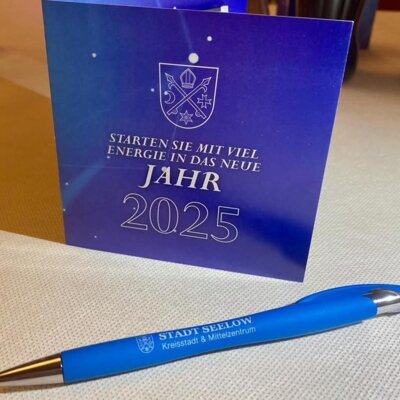 STARTEN SIE MIT VIEL
ENERGIE IN DAS NEUE
JAHR
2025
STADT SEELOW
Kreisstadt & Mittelzentrum